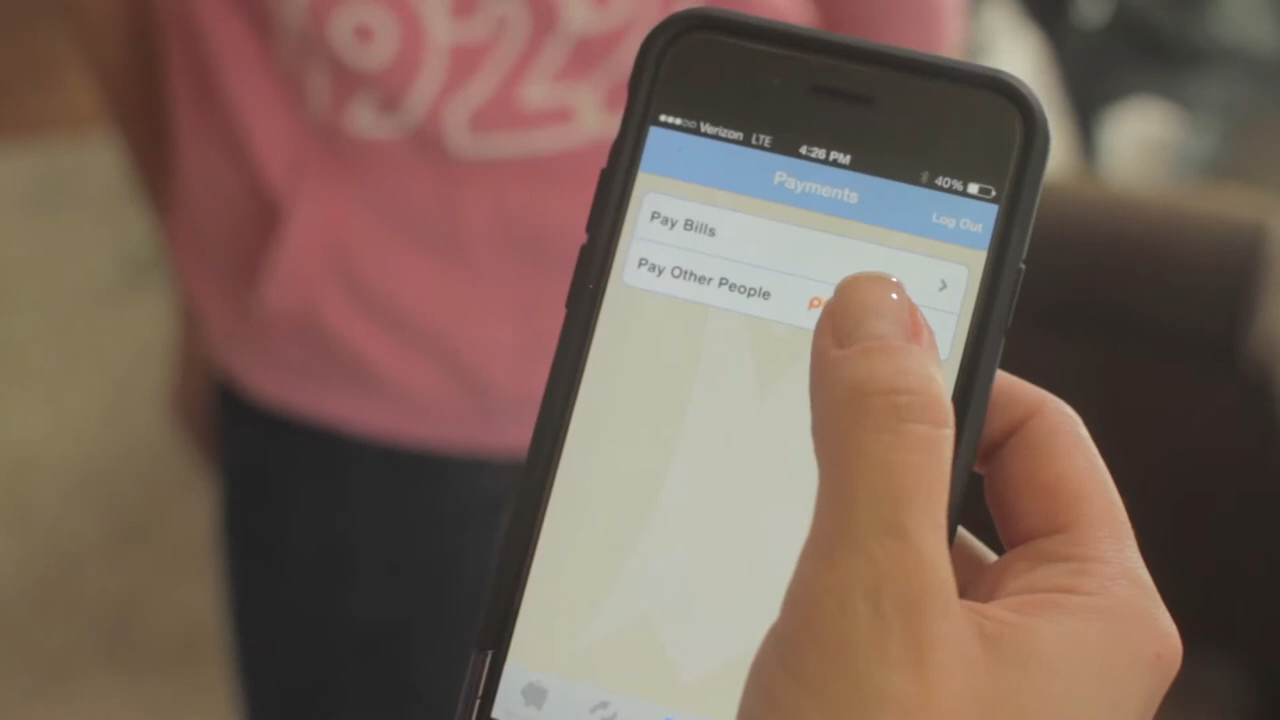 Verizon LTE 4:26 PM 40%
Payments
Log Out
Pay Bills
Pay Other People